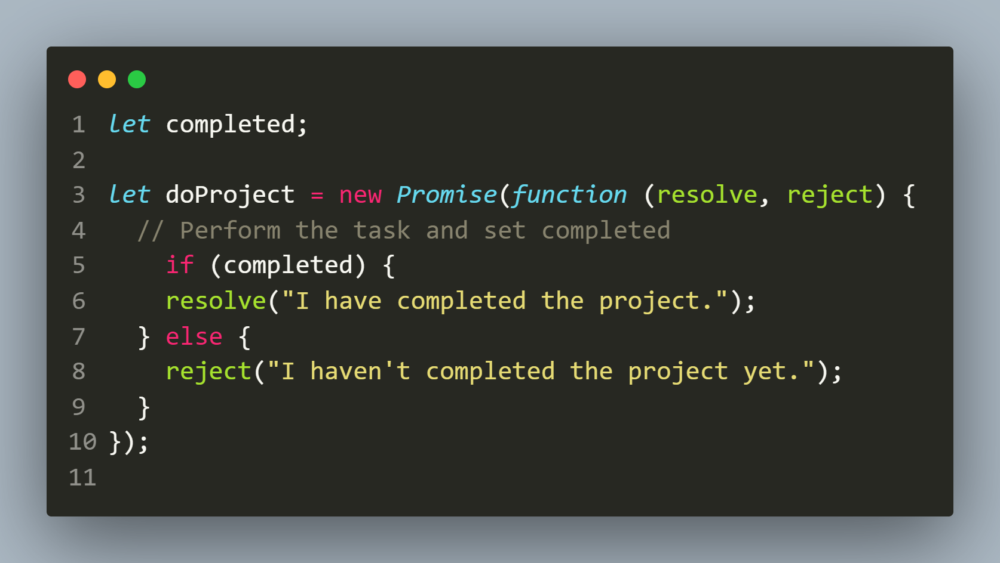 1 let completed;
2
3 let doProject = new Promise(function (resolve, reject) {
4   // Perform the task and set completed
5     if (completed) {
6     resolve("I have completed the project.");
7   } else {
8     reject("I haven't completed the project yet.");
9   }
10 });
11